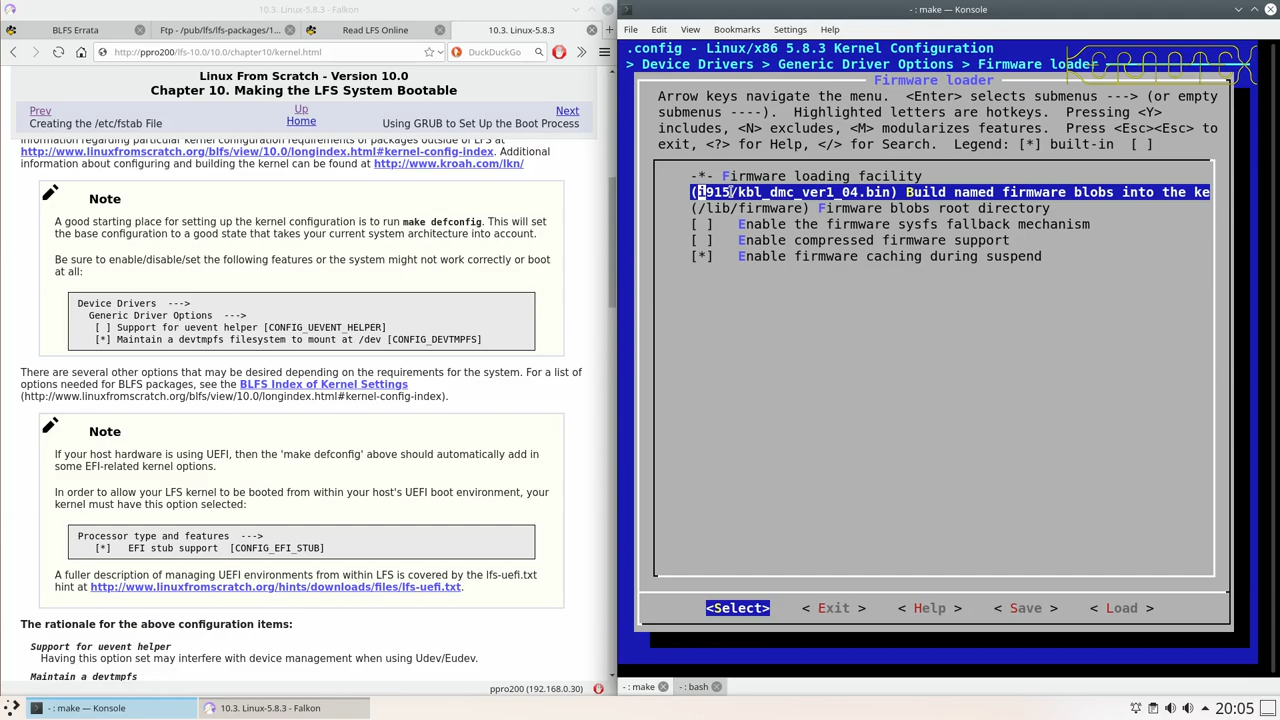 10.3. Linux-5.8.3 - Falkon
BLFS Errata
Ftp - /pub/lfs/lfs-packages/1...
Read LFS Online
10.3. Linux-5.8.3
http://ppro200/lfs-10.0/10.0/chapter10/kernel.html
DuckDuckGo
Linux From Scratch - Version 10.0
Chapter 10. Making the LFS System Bootable
Prev
Up
Next
Creating the /etc/fstab File
Home
Using GRUB to Set Up the Boot Process
information regarding particular kernel configuration requirements of packages outside of LFS at
http://www.linuxfromscratch.org/blfs/view/10.0/longindex.html#kernel-config-index. Additional
information about configuring and building the kernel can be found at http://www.kroah.com/lkn/
Note
A good starting place for setting up the kernel configuration is to run make defconfig. This will set
the base configuration to a good state that takes your current system architecture into account.
Be sure to enable/disable/set the following features or the system might not work correctly or boot
at all:
Device Drivers --->
Generic Driver Options --->
[ ] Support for uevent helper [CONFIG_UEVENT_HELPER]
[*] Maintain a devtmpfs filesystem to mount at /dev [CONFIG_DEVTMPFS]
There are several other options that may be desired depending on the requirements for the system. For a list of
options needed for BLFS packages, see the BLFS Index of Kernel Settings
(http://www.linuxfromscratch.org/blfs/view/10.0/longindex.html#kernel-config-index).
Note
If your host hardware is using UEFI, then the 'make defconfig' above should automatically add in
some EFI-related kernel options.
In order to allow your LFS kernel to be booted from within your host's UEFI boot environment, your
kernel must have this option selected:
Processor type and features --->
[*] EFI stub support [CONFIG_EFI_STUB]
A fuller description of managing UEFI environments from within LFS is covered by the lfs-uefi.txt
hint at http://www.linuxfromscratch.org/hints/downloads/files/lfs-uefi.txt.
The rationale for the above configuration items:
Support for uevent helper
Having this option set may interfere with device management when using Udev/Eudev.
Maintain a devtmpfs
ppro200 (192.168.0.30)
- : make — Konsole
File Edit View Bookmarks Settings Help
.config - Linux/x86 5.8.3 Kernel Configuration
> Device Drivers > Generic Driver Options > Firmware loader
KERNOTEX
Firmware loader
Arrow keys navigate the menu. <Enter> selects submenus ---> (or empty
submenus ----). Highlighted letters are hotkeys. Pressing <Y>
includes, <N> excludes, <M> modularizes features. Press <Esc><Esc> to
exit, <?> for Help, </> for Search. Legend: [*] built-in [ ]
-*- Firmware loading facility
(i915/kbl_dmc_ver1_04.bin) Build named firmware blobs into the ke
(/lib/firmware) Firmware blobs root directory
[ ] Enable the firmware sysfs fallback mechanism
[ ] Enable compressed firmware support
[*] Enable firmware caching during suspend
<Select> < Exit > < Help > < Save > < Load >
- : make
- : bash
- : make — Konsole
10.3. Linux-5.8.3 - Falkon
20:05